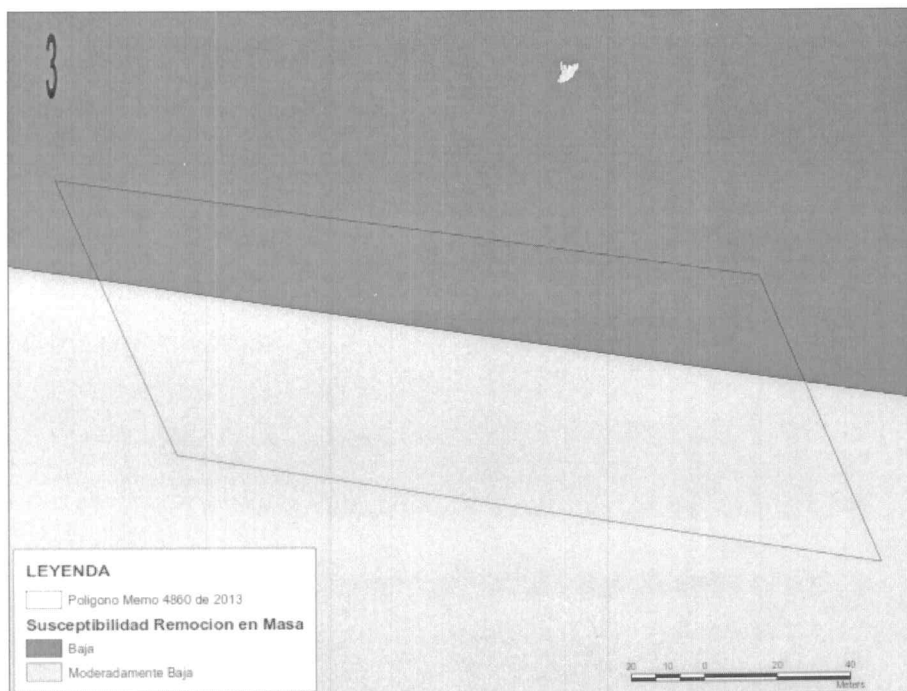 3
LEYENDA
Poligono Memo 4860 de 2013
Susceptibilidad Remocion en Masa
Baja
Moderadamente Baja
20 10 0 20 40
Meters